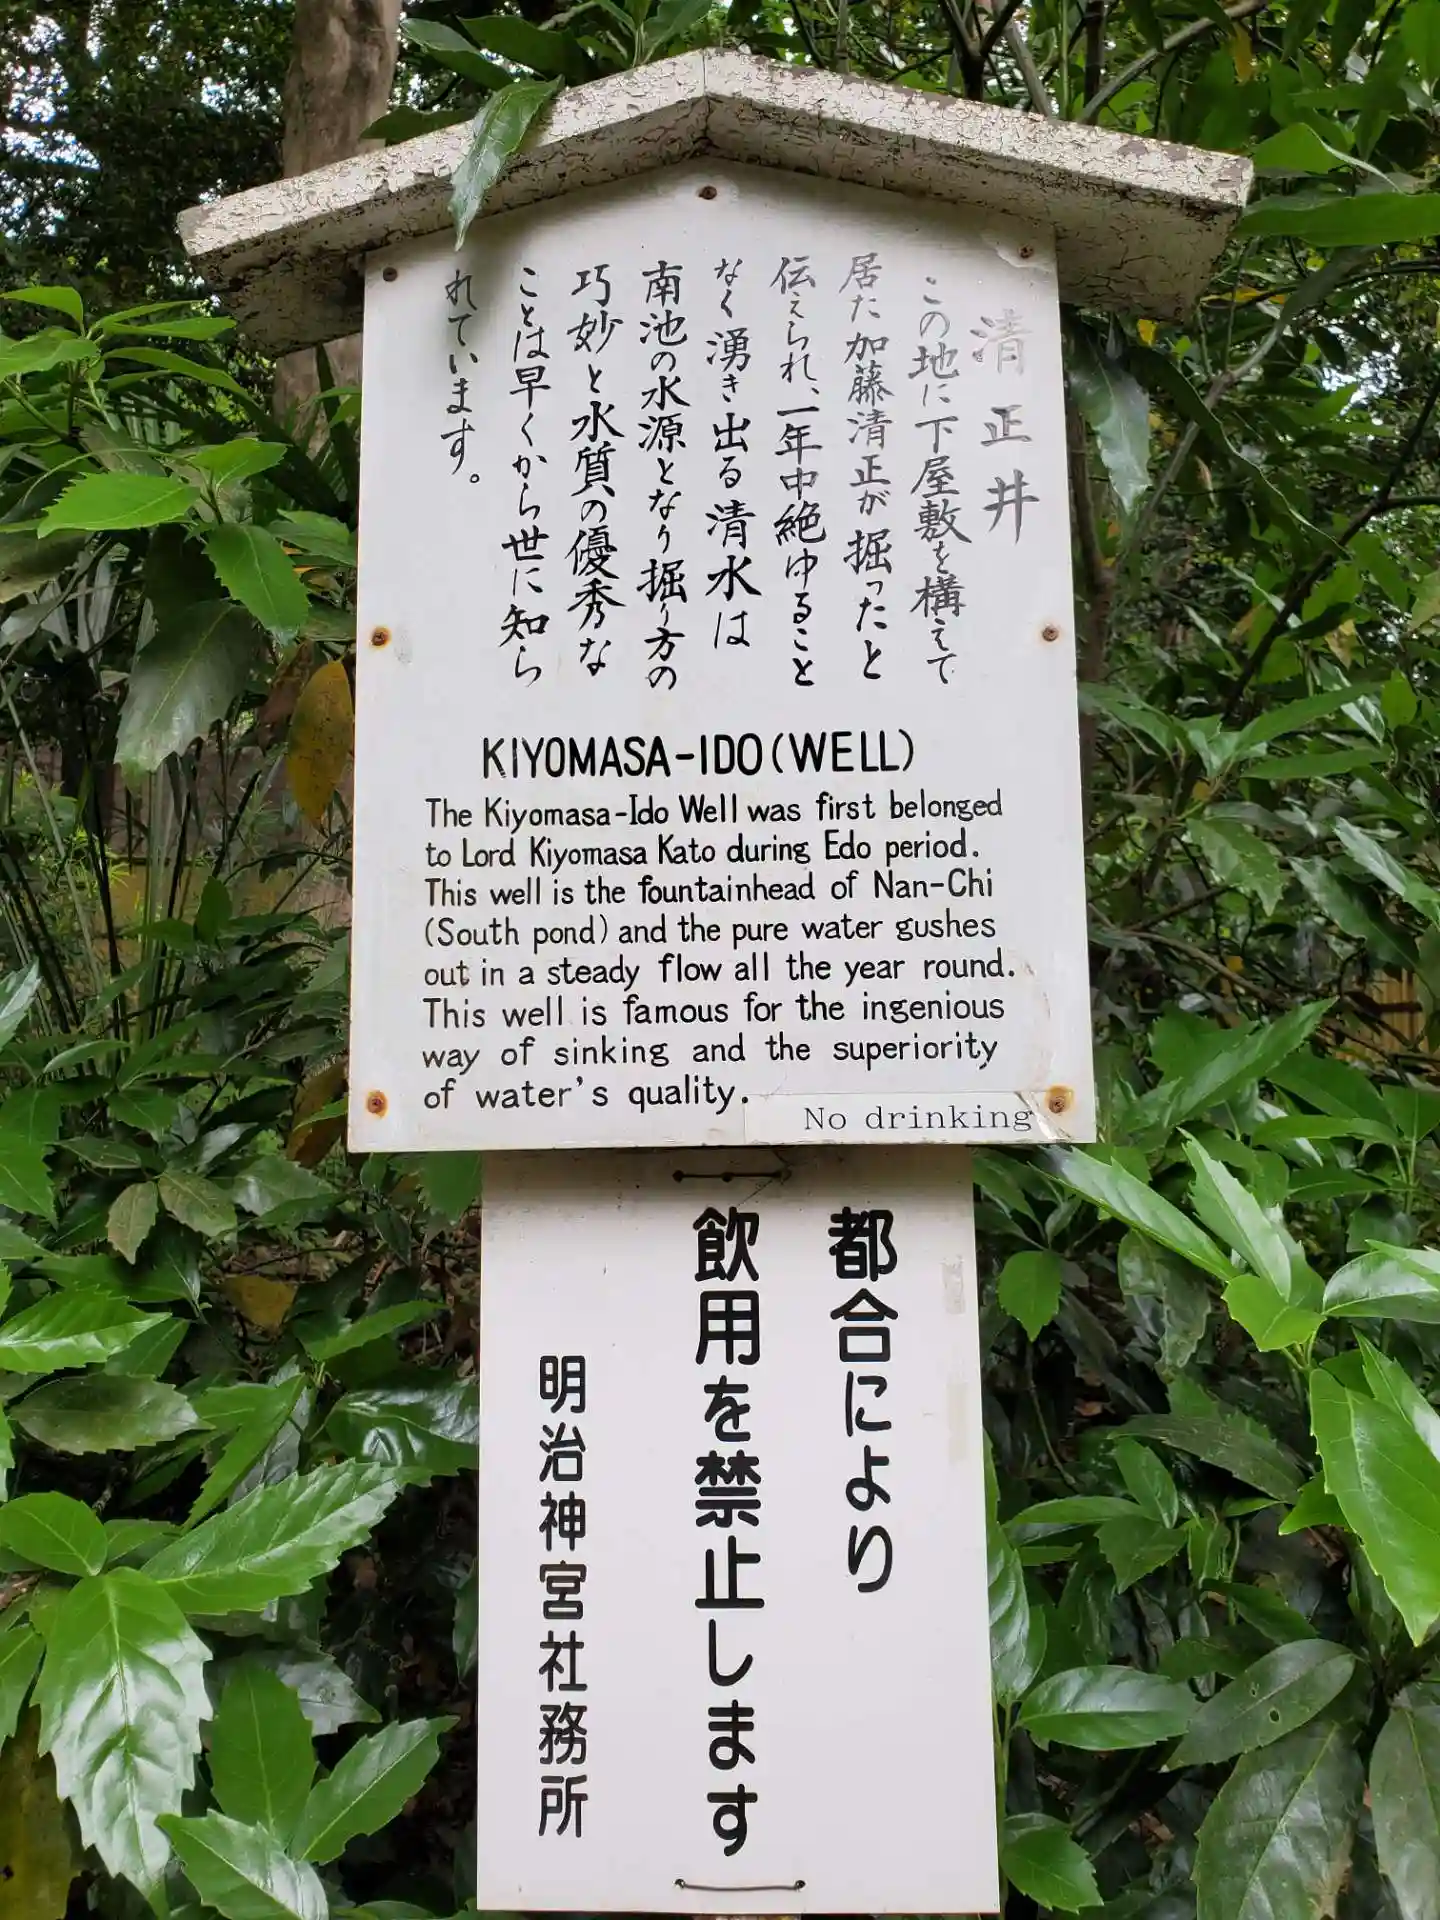 清正井
この地に下屋敷を構えて
居た加藤清正が掘ったと
伝えられ、一年中絶ゆること
なく湧き出る清水は
南池の水源となり掘り方の
巧妙と水質の優秀な
ことは早くから世に知ら
れています。
KIYOMASA-IDO(WELL)
The Kiyomasa-Ido Well was first belonged
to Lord Kiyomasa Kato during Edo period.
This well is the fountainhead of Nan-Chi
(South pond) and the pure water gushes
out in a steady flow all the year round.
This well is famous for the ingenious
way of sinking and the superiority
of water's quality.
No drinking
都合により
飲用を禁止します
明治神宮社務所